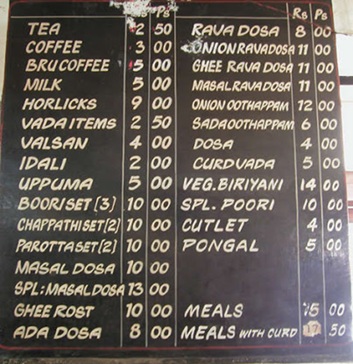 Rs Ps
TEA 2 50
COFFEE 3 00
BRU COFFEE 5 00
MILK 5 00
HORLICKS 9 00
VADA ITEMS 2 50
VALSAN 4 00
IDALI 2 00
UPPUMA 5 00
BOORI SET [3] 10 00
CHAPPATHI SET [2] 10 00
PAROTTA SET [2] 10 00
MASAL DOSA 10 00
SPL: MASAL DOSA 13 00
GHEE ROST 10 00
ADA DOSA 8 00
Rs Ps
RAVA DOSA 8 00
ONION RAVA DOSA 11 00
GHEE RAVA DOSA 11 00
MASAL RAVA DOSA 11 00
ONION OOTHAPPAM 12 00
SADA OOTHAPPAM 6 00
DOSA 4 00
CURD VADA 5 00
VEG. BIRIYANI 14 00
SPL. POORI 10 00
CUTLET 4 00
PONGAL 5 00
MEALS 15 00
MEALS WITH CURD 50